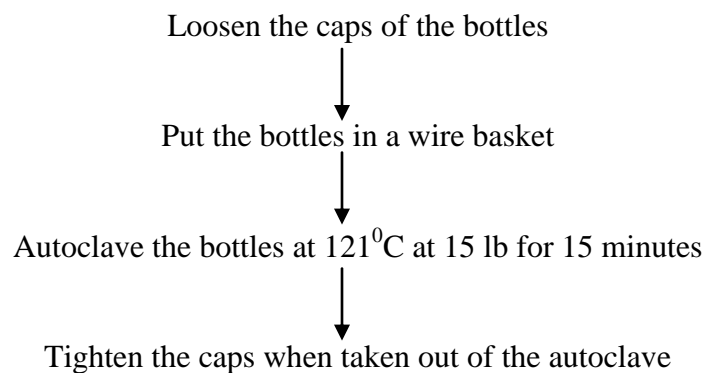 Loosen the caps of the bottles
Put the bottles in a wire basket
Autoclave the bottles at 121⁰C at 15 lb for 15 minutes
Tighten the caps when taken out of the autoclave